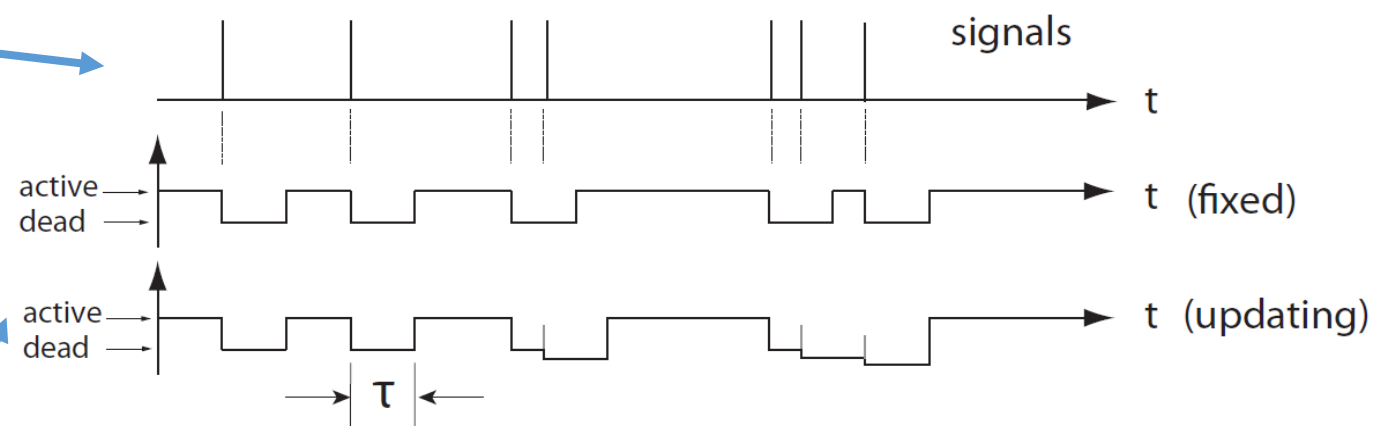 signals
t
active
dead
t (fixed)
active
dead
t (updating)
τ